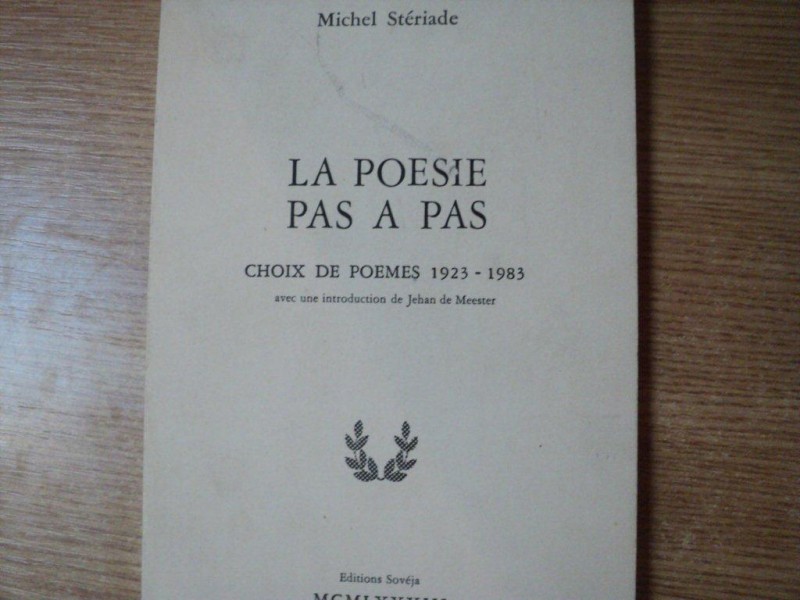 Michel Stériade
LA POESIE
PAS A PAS
CHOIX DE POEMES 1923 - 1983
avec une introduction de Jehan de Meester
Editions Sovéja